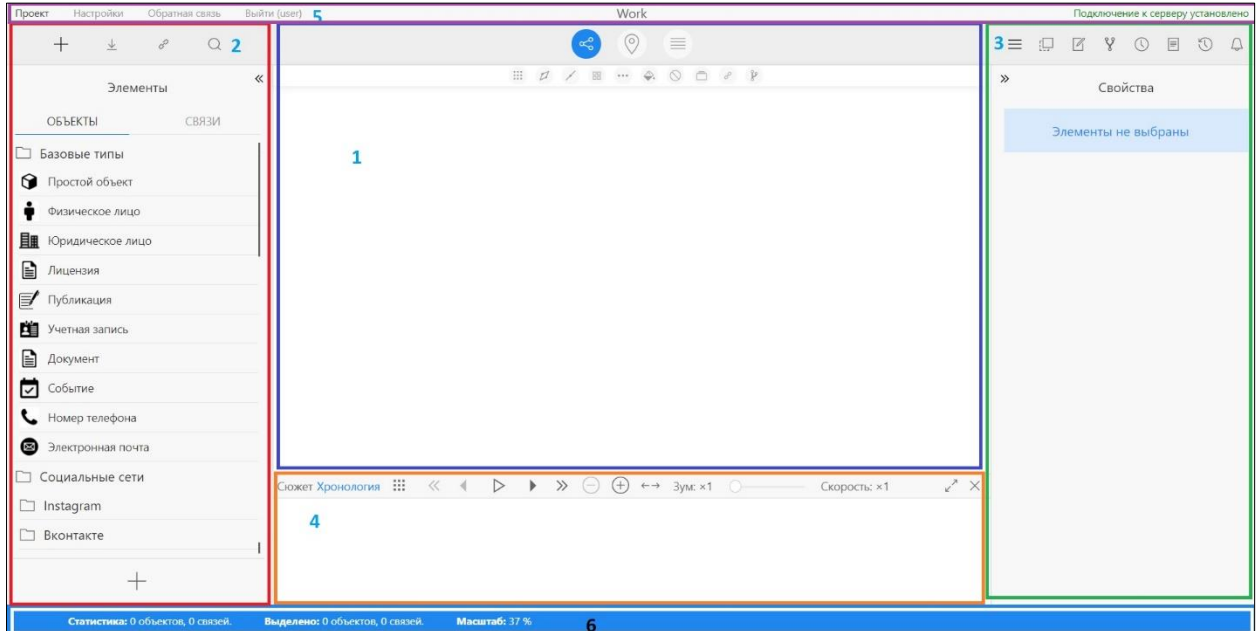 Проект Настройки Обратная связь Выйти (user) 5 Work Подключение к серверу установлено
2
3
Элементы
Свойства
ОБЪЕКТЫ СВЯЗИ
Элементы не выбраны
Базовые типы
1
Простой объект
Физическое лицо
Юридическое лицо
Лицензия
Публикация
Учетная запись
Документ
Событие
Номер телефона
Электронная почта
Социальные сети
Instagram
Вконтакте
Сюжет Хронология Зум: ×1 Скорость: ×1
4
Статистика: 0 объектов, 0 связей. Выделено: 0 объектов, 0 связей. Масштаб: 37 % 6